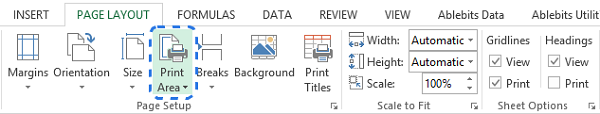 INSERT PAGE LAYOUT FORMULAS DATA REVIEW VIEW Ablebits Data Ablebits Utilit
Margins Orientation Size Print Area Breaks Background Print Titles
Page Setup
Width: Automatic
Height: Automatic
Scale: 100%
Scale to Fit
Gridlines Headings
View View
Print Print
Sheet Options